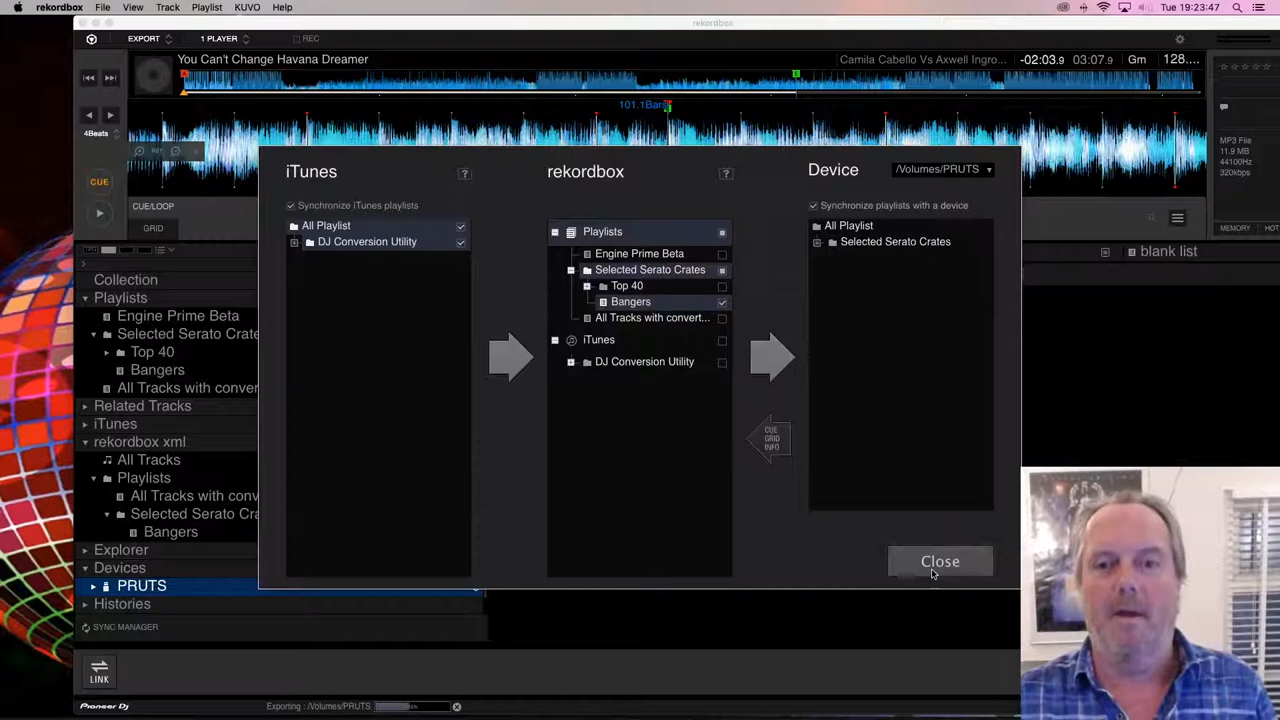 rekordbox File View Track Playlist KUVO Help
Tue 19:23:47
rekordbox
EXPORT
1 PLAYER
REC
You Can't Change Havana Dreamer
Camila Cabello Vs Axwell Ingro...
-02:03.9
03:07.9
Gm
128....
101.1Bars
4Beats
CUE
CUE/LOOP
GRID
MP3 File
11.9 MB
44100Hz
320kbps
MEMORY
HOT
Collection
Playlists
Engine Prime Beta
Selected Serato Crate
Top 40
Bangers
All Tracks with conver
Related Tracks
iTunes
rekordbox xml
All Tracks
Playlists
All Tracks with conv
Selected Serato Cr
Bangers
Explorer
Devices
PRUTS
Histories
SYNC MANAGER
LINK
iTunes
?
Synchronize iTunes playlists
All Playlist
DJ Conversion Utility
rekordbox
?
Playlists
Engine Prime Beta
Selected Serato Crates
Top 40
Bangers
All Tracks with convert...
iTunes
DJ Conversion Utility
CUE
GRID
INFO
Device
/Volumes/PRUTS
Synchronize playlists with a device
All Playlist
Selected Serato Crates
Close
blank list
Pioneer Dj
Exporting : /Volumes/PRUTS